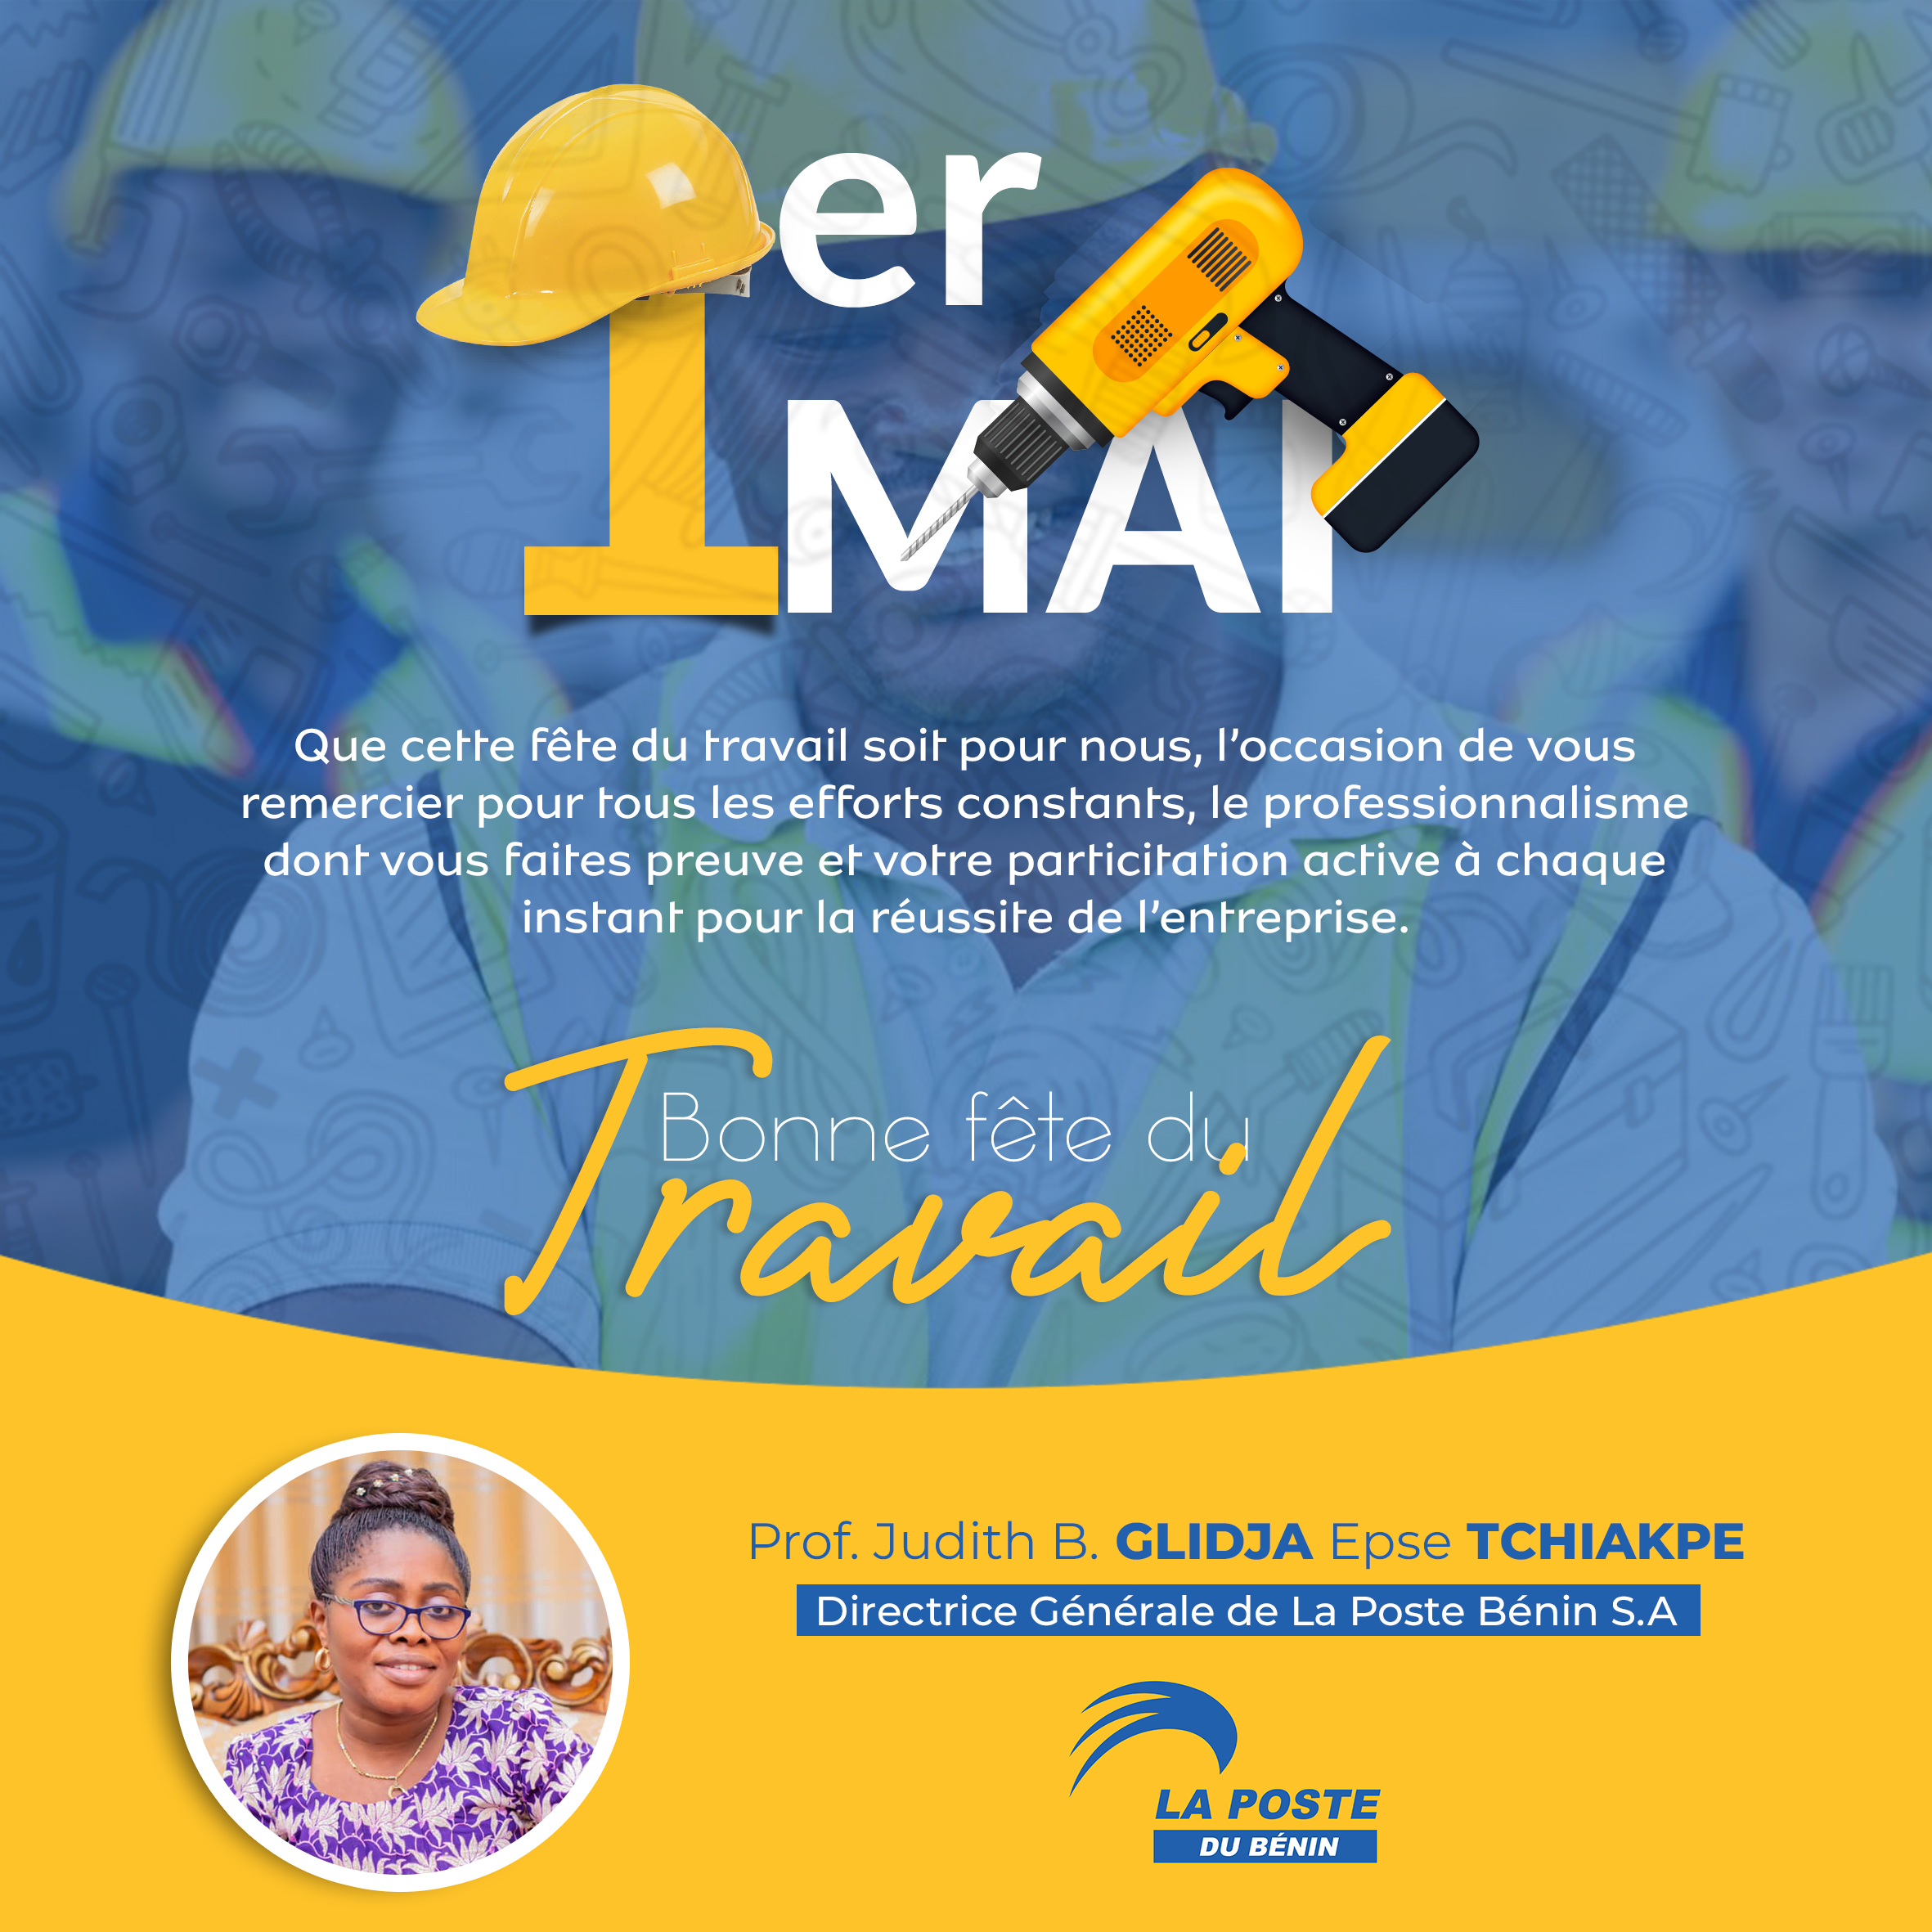 1er
MAI
Que cette fête du travail soit pour nous, l'occasion de vous
remercier pour tous les efforts constants, le professionnalisme
dont vous faites preuve et votre particitation active à chaque
instant pour la réussite de l'entreprise.
Bonne fête du
Travail
Prof. Judith B. GLIDJA Epse TCHIAKPE
Directrice Générale de La Poste Bénin S.A
LA POSTE
DU BÉNIN